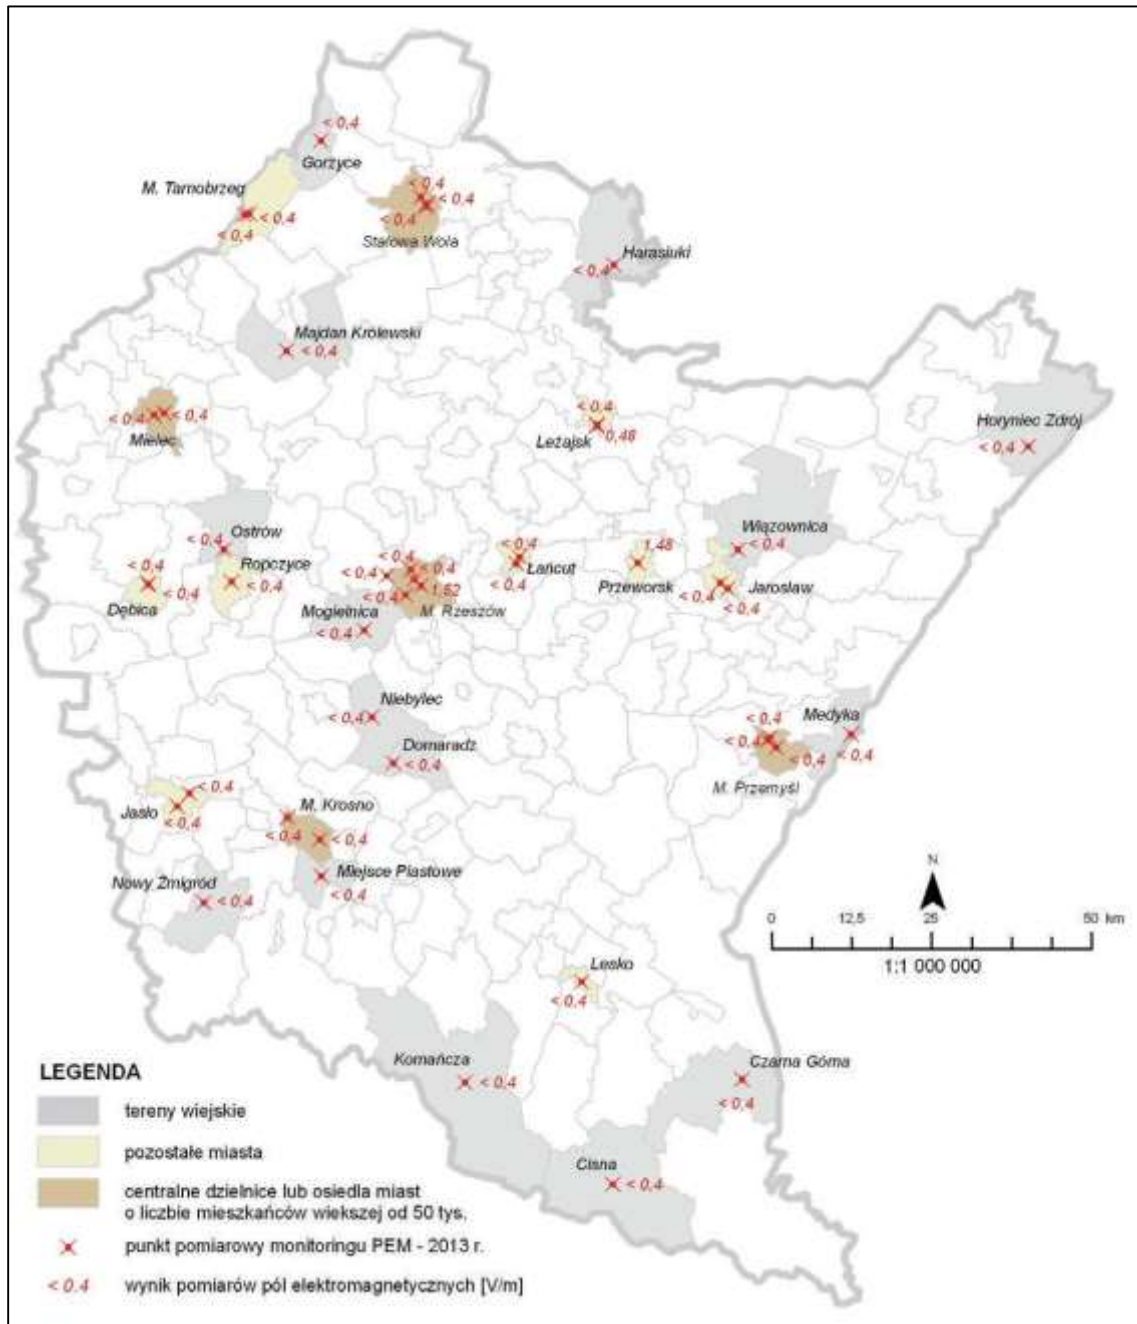 < 0,4
Gorzyce
M. Tarnobrzeg
< 0,4
< 0,4
< 0,4
< 0,4
< 0,4
Stalowa Wola
Harasiuki
< 0,4
Majdan Królewski
< 0,4
< 0,4
< 0,4
Mielec
< 0,4
0,48
Leżajsk
Horyniec Zdrój
< 0,4
Wiązownica
< 0,4
Ostrów
< 0,4
Ropczyce
< 0,4
< 0,4
< 0,4
Dębica
< 0,4
< 0,4
< 0,4
1,52
< 0,4
M. Rzeszów
Mogielnica
< 0,4
< 0,4
Łańcut
< 0,4
1,48
Przeworsk
< 0,4
Jarosław
< 0,4
Niebylec
< 0,4
Domaradz
< 0,4
Medyka
< 0,4
< 0,4
< 0,4
< 0,4
M. Przemyśl
< 0,4
Jasło
< 0,4
M. Krosno
< 0,4
< 0,4
Miejsce Piastowe
< 0,4
Nowy Żmigród
< 0,4
N
0 12,5 25 50 km
1:1 000 000
Lesko
< 0,4
Komańcza
< 0,4
Czarna Górna
< 0,4
Cisna
< 0,4
LEGENDA
tereny wiejskie
pozostałe miasta
centralne dzielnice lub osiedla miast
o liczbie mieszkańców wiekszej od 50 tys.
punkt pomiarowy monitoringu PEM - 2013 r.
< 0.4 wynik pomiarów pól elektromagnetycznych [V/m]